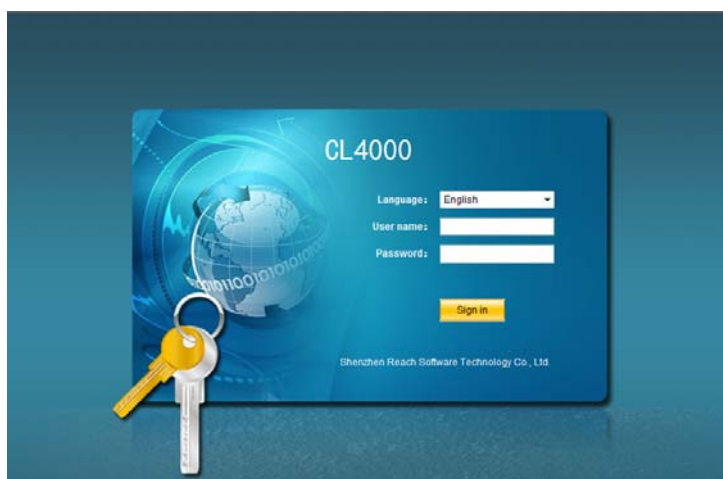 CL4000
Language: English
User name:
Password:
Sign in
Shenzhen Reach Software Technology Co., Ltd.